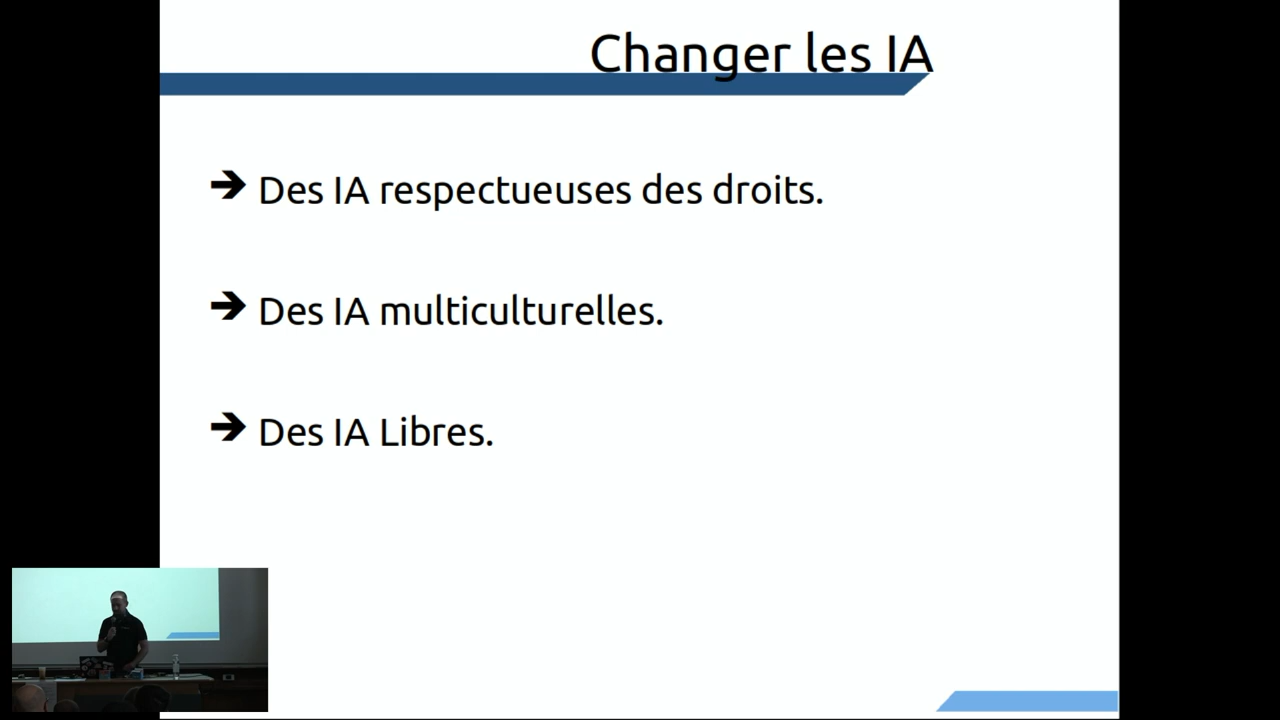 Changer les IA
Des IA respectueuses des droits.
Des IA multiculturelles.
Des IA Libres.